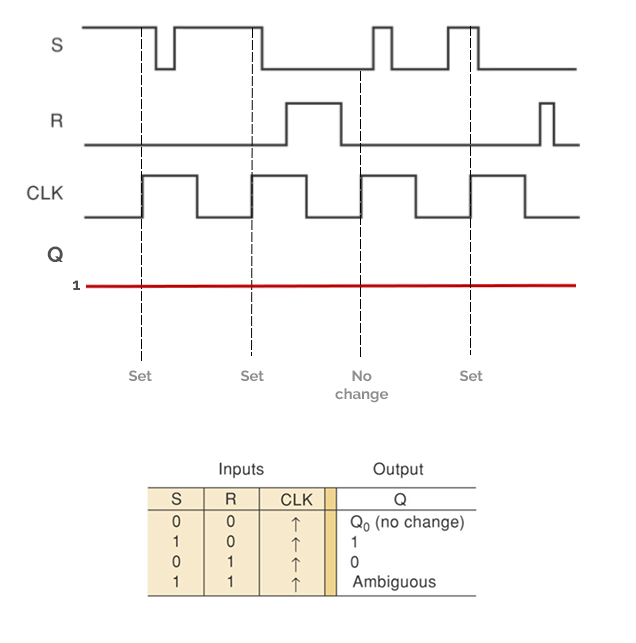 S
R
CLK
Q
1
Set Set No change Set
Inputs Output
S R CLK Q
0 0 ↑ Q₀ (no change)
1 0 ↑ 1
0 1 ↑ 0
1 1 ↑ Ambiguous